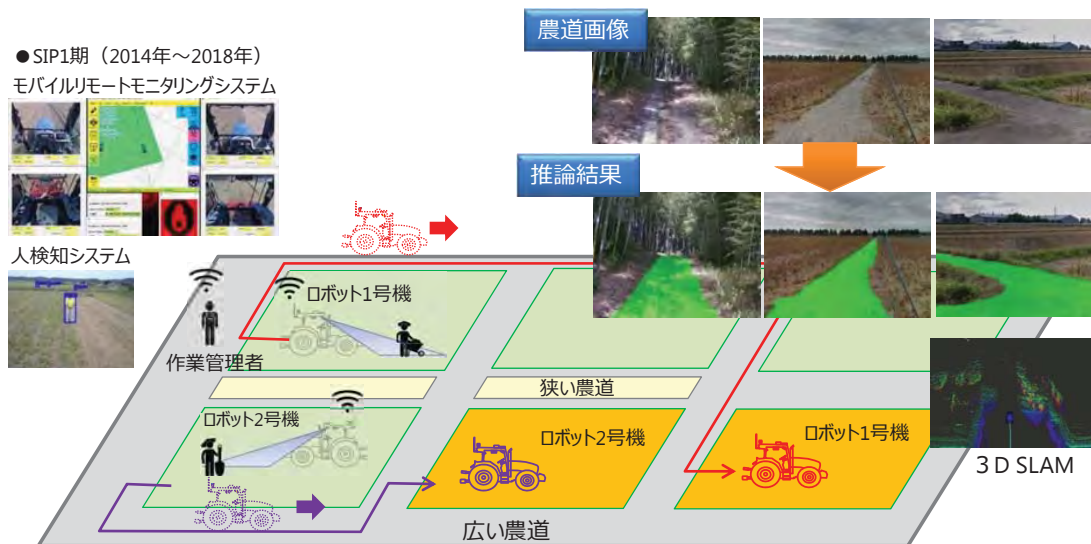 ●SIP1期（2014年～2018年）
モバイルリモートモニタリングシステム
農道画像
推論結果
人検知システム
ロボット1号機
作業管理者
狭い農道
ロボット2号機
ロボット2号機
ロボット1号機
3D SLAM
広い農道